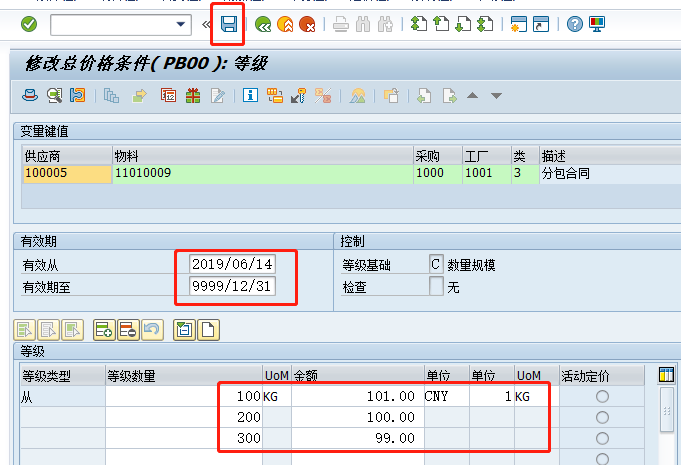 修改总价格条件( PB00 ): 等级
变量键值
供应商 物料 采购 工厂 类 描述
100005 11010009 1000 1001 3 分包合同
有效期 控制
有效从 2019/06/14 等级基础 C 数量规模
有效期至 9999/12/31 检查 无
等级
等级类型 等级数量 UoM 金额 单位 单位 UoM 活动定价
从 100 KG 101.00 CNY 1 KG
200 100.00
300 99.00